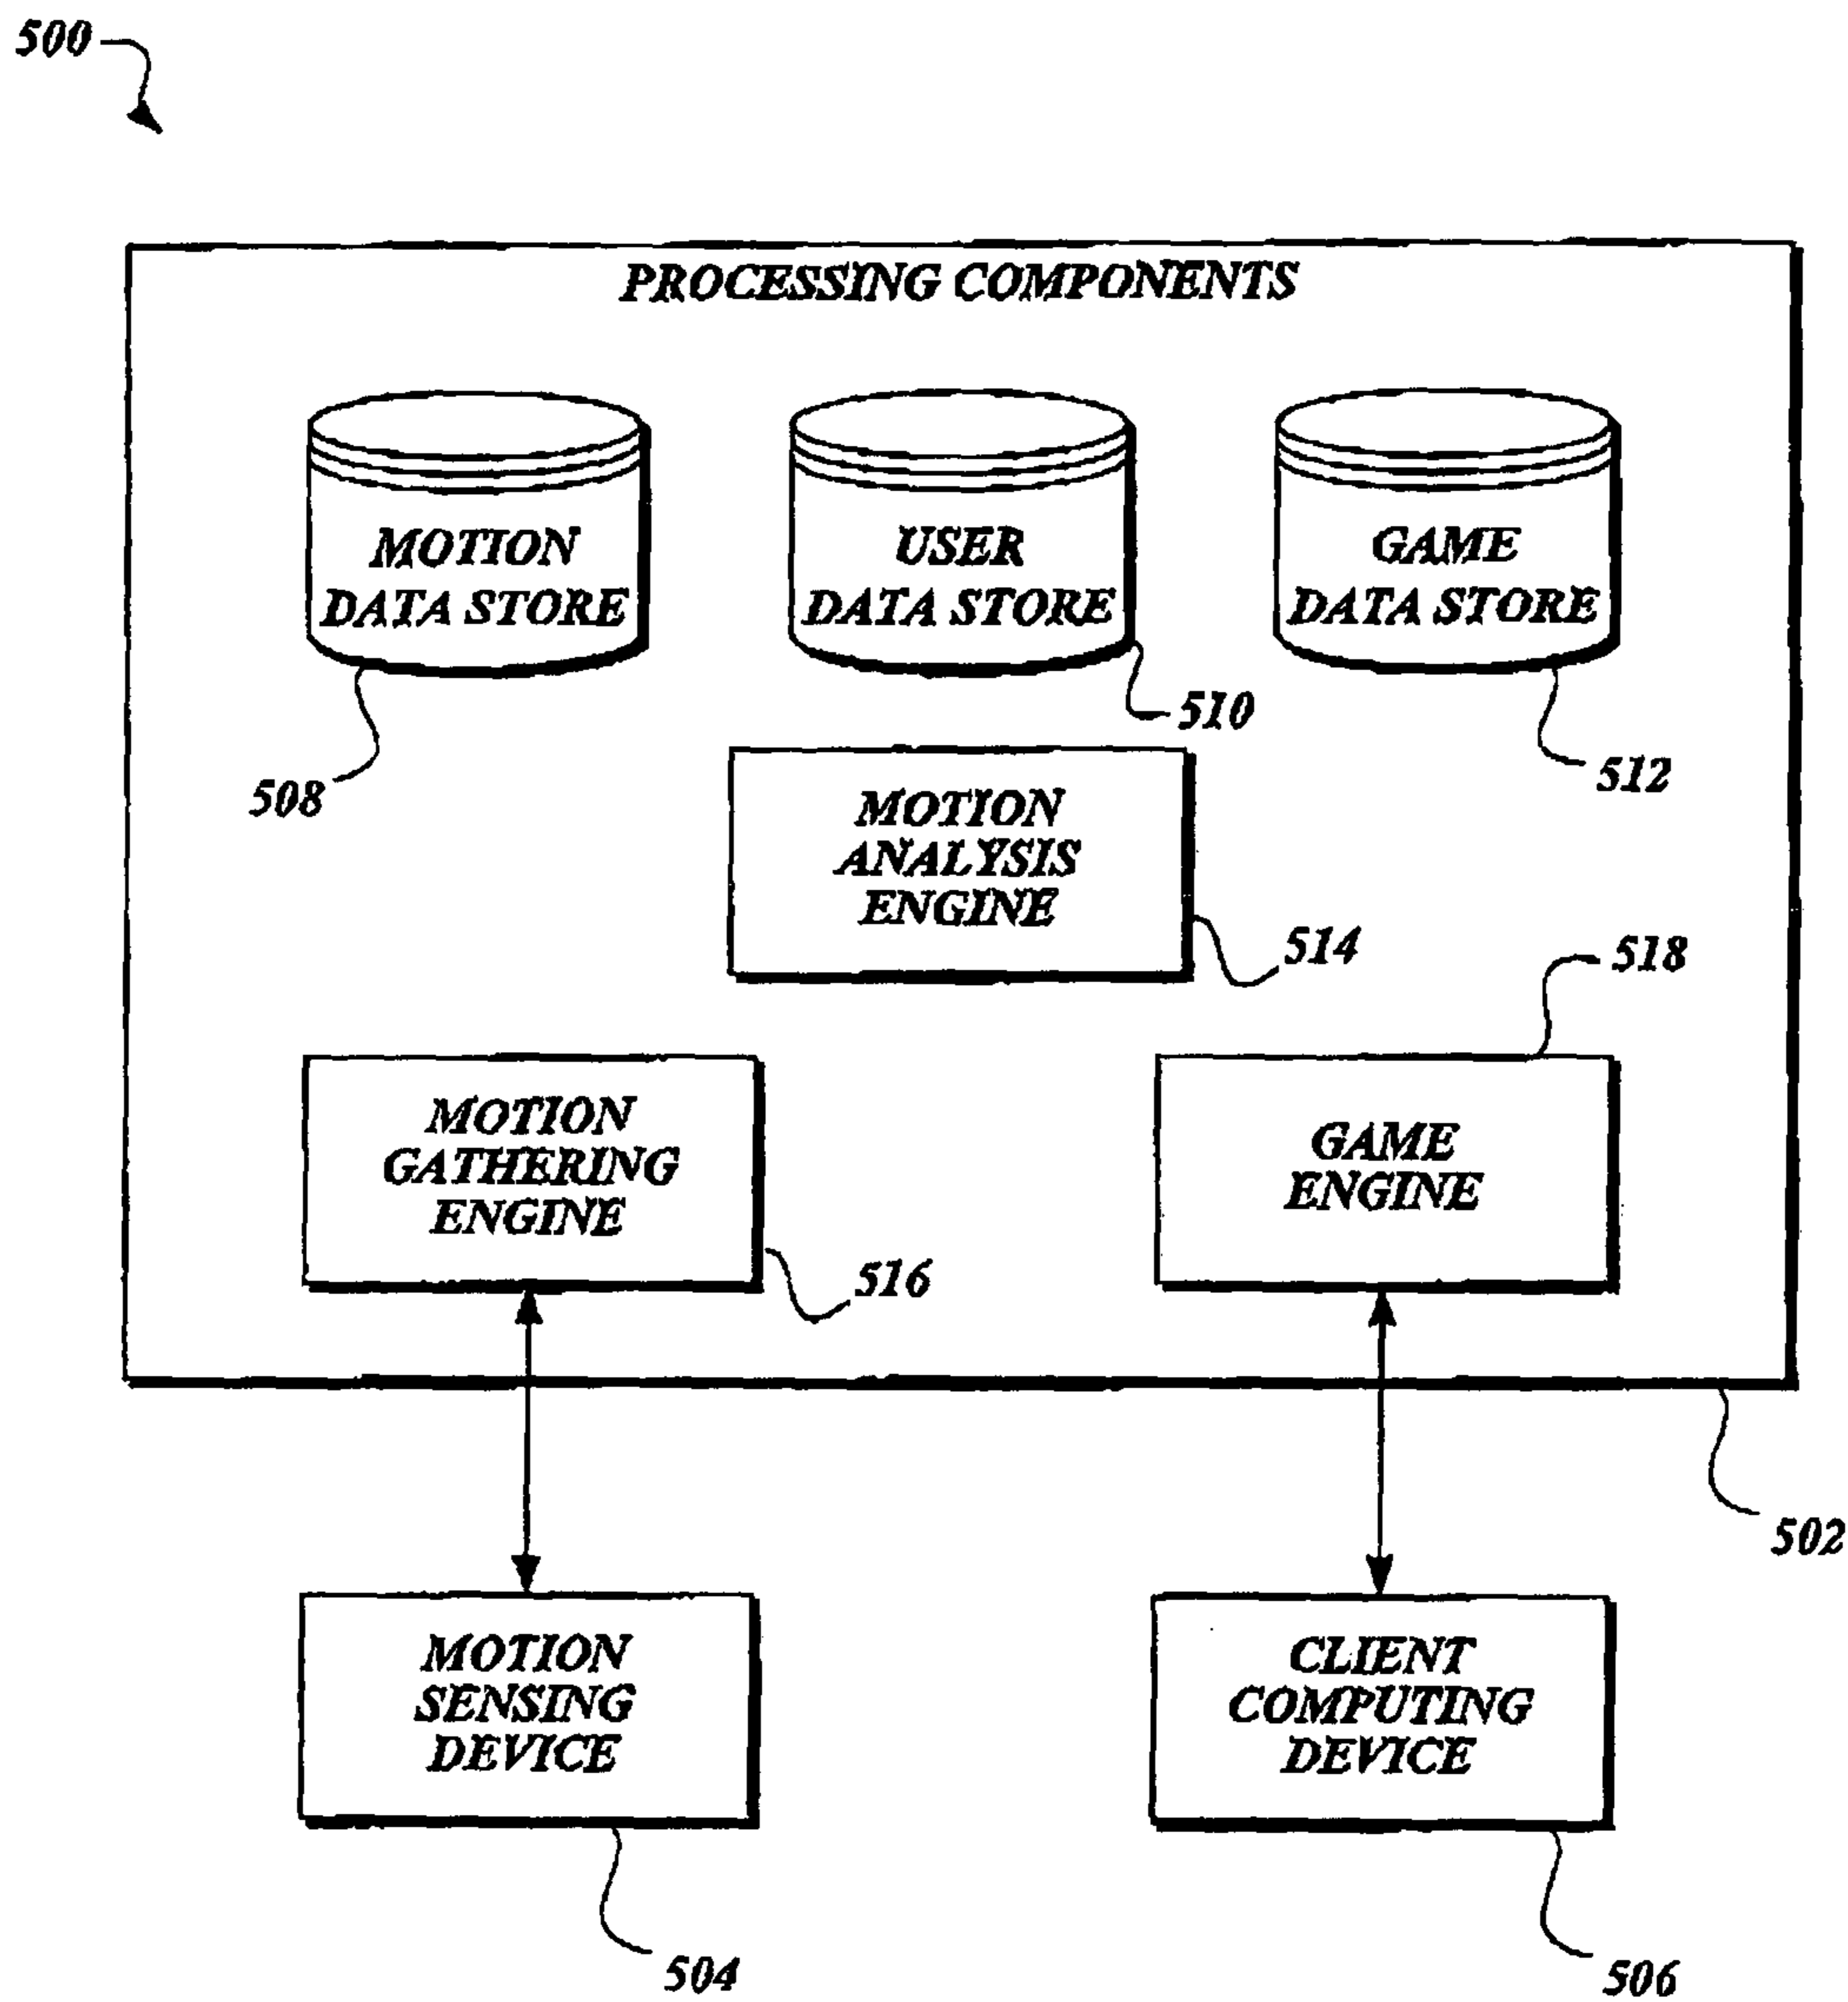 500
PROCESSING COMPONENTS
MOTION
DATA STORE
USER
DATA STORE
GAME
DATA STORE
508
510
512
MOTION
ANALYSIS
ENGINE
514
518
MOTION
GATHERING
ENGINE
516
GAME
ENGINE
502
MOTION
SENSING
DEVICE
504
CLIENT
COMPUTING
DEVICE
506